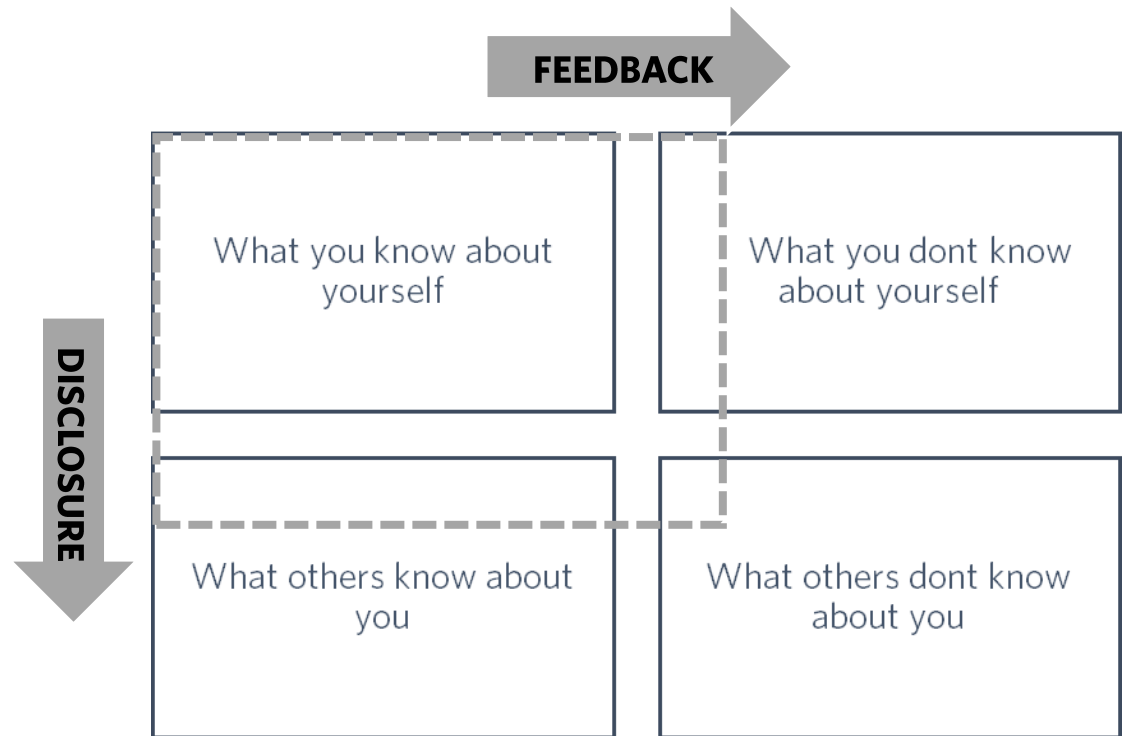 FEEDBACK
What you know about
yourself
What you dont know
about yourself
DISCLOSURE
What others know about
you
What others dont know
about you